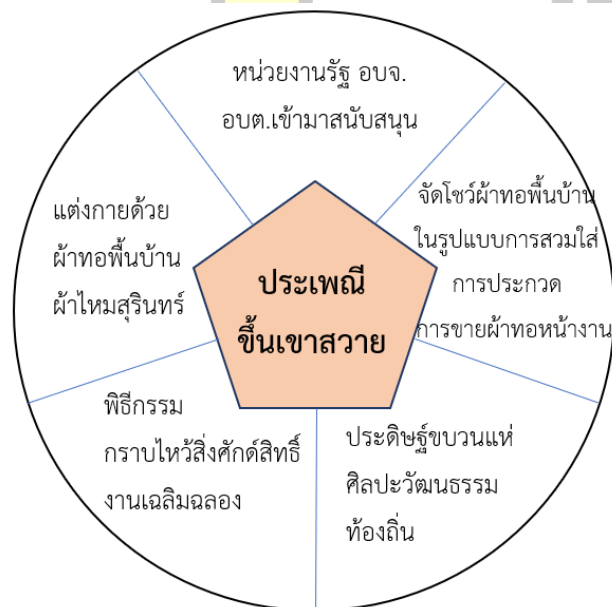 หน่วยงานรัฐ อบจ.
อบต.เข้ามาสนับสนุน
จัดโชว์ผ้าทอพื้นบ้าน
ในรูปแบบการสวมใส่
การประกวด
การขายผ้าทอหน้างาน
แต่งกายด้วย
ผ้าทอพื้นบ้าน
ผ้าไหมสุรินทร์
ประเพณี
ขึ้นเขาสวาย
พิธีกรรม
กราบไหว้สิ่งศักด์สิทธิ์
งานเฉลิมฉลอง
ประดิษฐ์ขบวนแห่
ศิลปะวัฒนธรรม
ท้องถิ่น